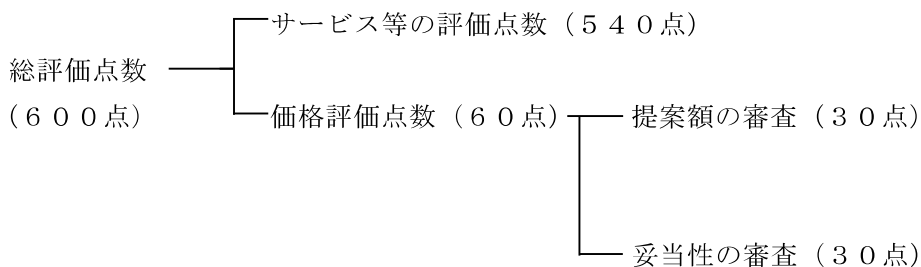 サービス等の評価点数（５４０点）
総評価点数
（６００点）
価格評価点数（６０点）
提案額の審査（３０点）
妥当性の審査（３０点）